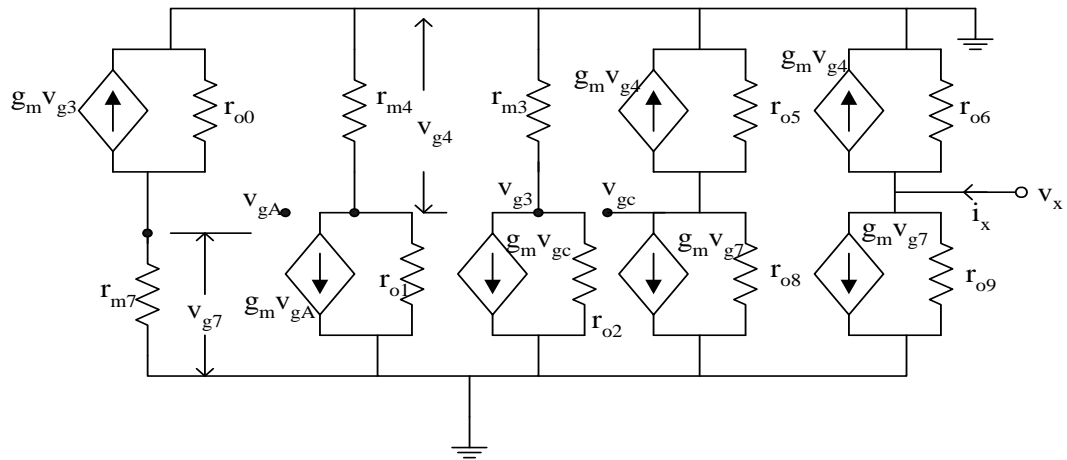 g_m v_g3
r_o0
r_m4
v_g4
r_m3
g_m v_g4
r_o5
g_m v_g4
r_o6
v_gA
v_g3
v_gc
i_x
v_x
r_m7
v_g7
g_m v_gA
r_o1
g_m v_gc
r_o2
g_m v_g7
r_o8
g_m v_g7
r_o9